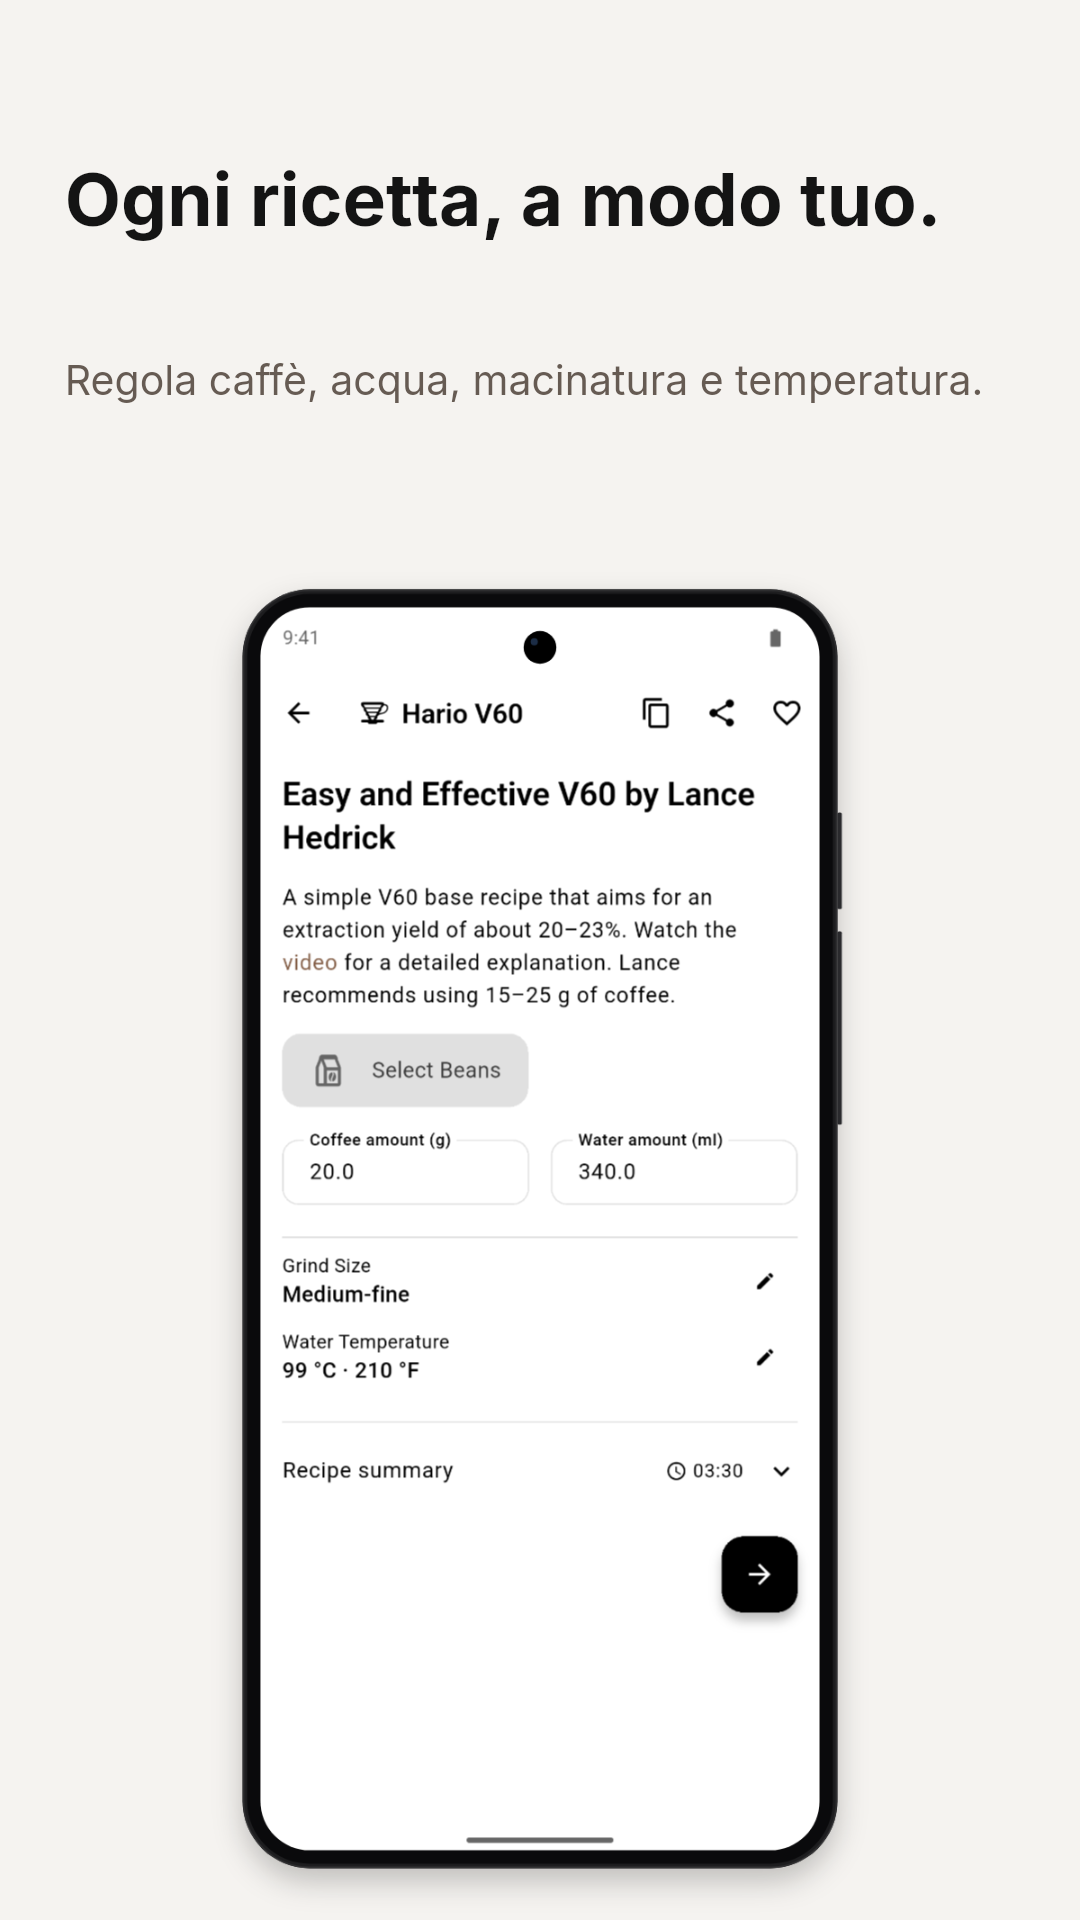 Ogni ricetta, a modo tuo.
Regola caffè, acqua, macinatura e temperatura.
9:41
Hario V60
Easy and Effective V60 by Lance
Hedrick
A simple V60 base recipe that aims for an
extraction yield of about 20–23%. Watch the
video for a detailed explanation. Lance
recommends using 15–25 g of coffee.
Select Beans
Coffee amount (g) Water amount (ml)
20.0 340.0
Grind Size
Medium-fine
Water Temperature
99 °C · 210 °F
Recipe summary 03:30